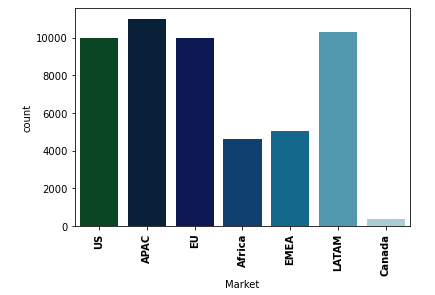 10000
8000
6000
4000
2000
0
count
US
APAC
EU
Africa
EMEA
LATAM
Canada
Market